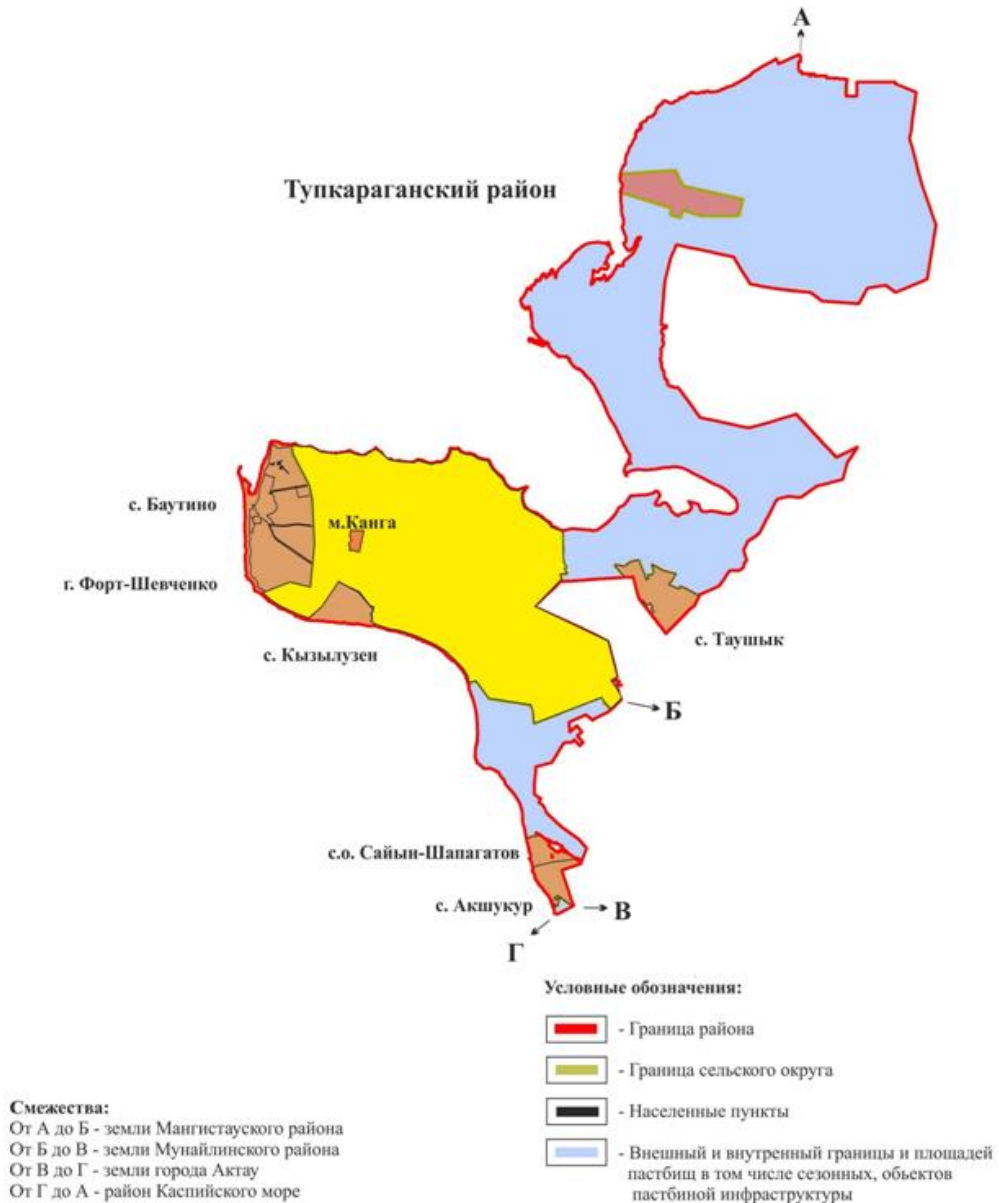 А
Тупкараганский район
с. Баутино
м.Канга
г. Форт-Шевченко
с. Таушык
с. Кызылузен
Б
с.о. Сайын-Шапагатов
с. Акшукур
В
Г
Условные обозначения:
- Граница района
- Граница сельского округа
- Населенные пункты
- Внешный и внутренный границы и площадей
пастбищ в том числе сезонных, обьектов
пастбиной инфраструктуры
Смежества:
От А до Б - земли Мангистауского района
От Б до В - земли Мунайлинского района
От В до Г - земли города Актау
От Г до А - район Каспийского море